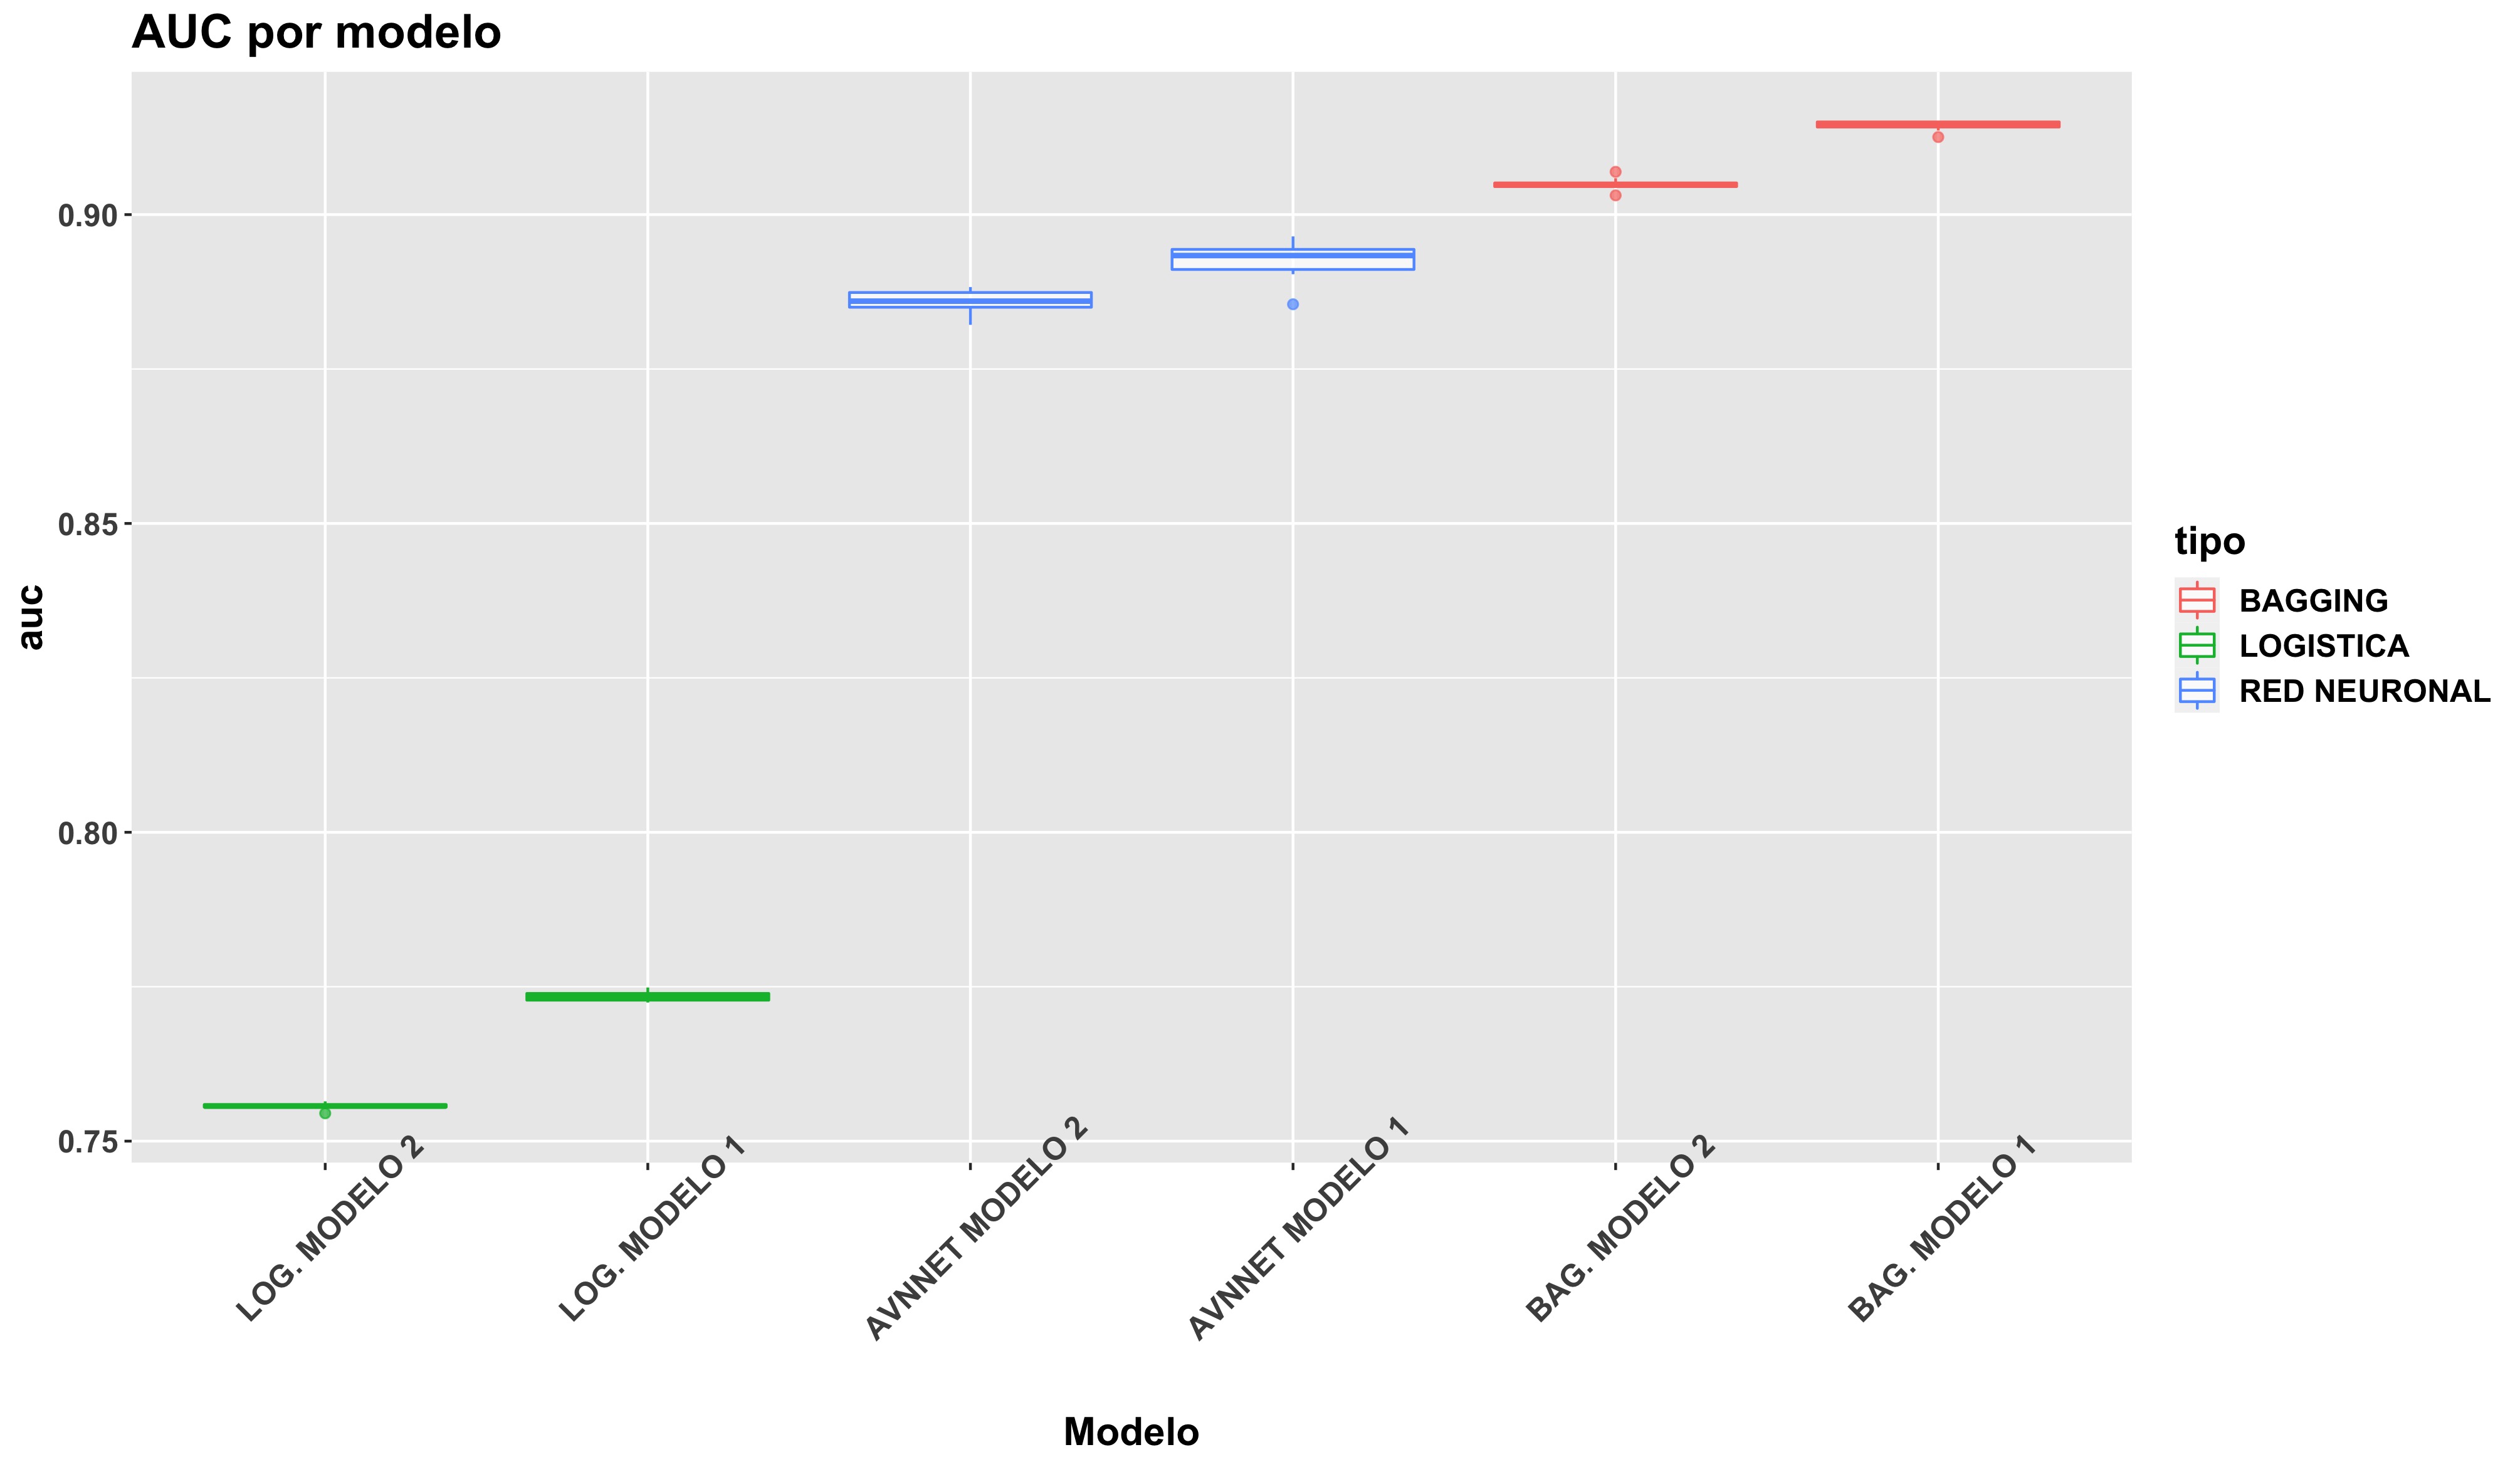 AUC por modelo
auc
0.90
0.85
0.80
0.75
LOG. MODELO 2
LOG. MODELO 1
AVNNET MODELO 2
AVNNET MODELO 1
BAG. MODELO 2
BAG. MODELO 1
Modelo
tipo
BAGGING
LOGISTICA
RED NEURONAL